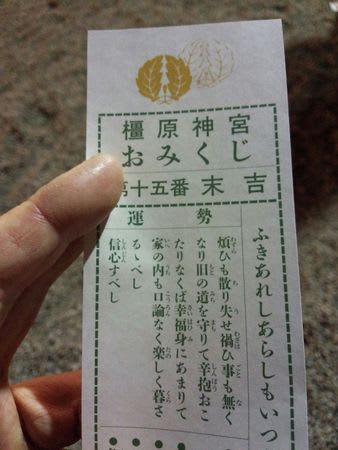 橿原神宮
おみくじ
第十五番 末吉
運勢
ふきあれしあらしもいつ
煩ひも散り失せ禍ひ事も無く
なり旧の道を守りて辛抱おこ
たりなくば幸福身にあまりて
家の内も口論なく楽しく暮さ
るゝべし
信心すべし